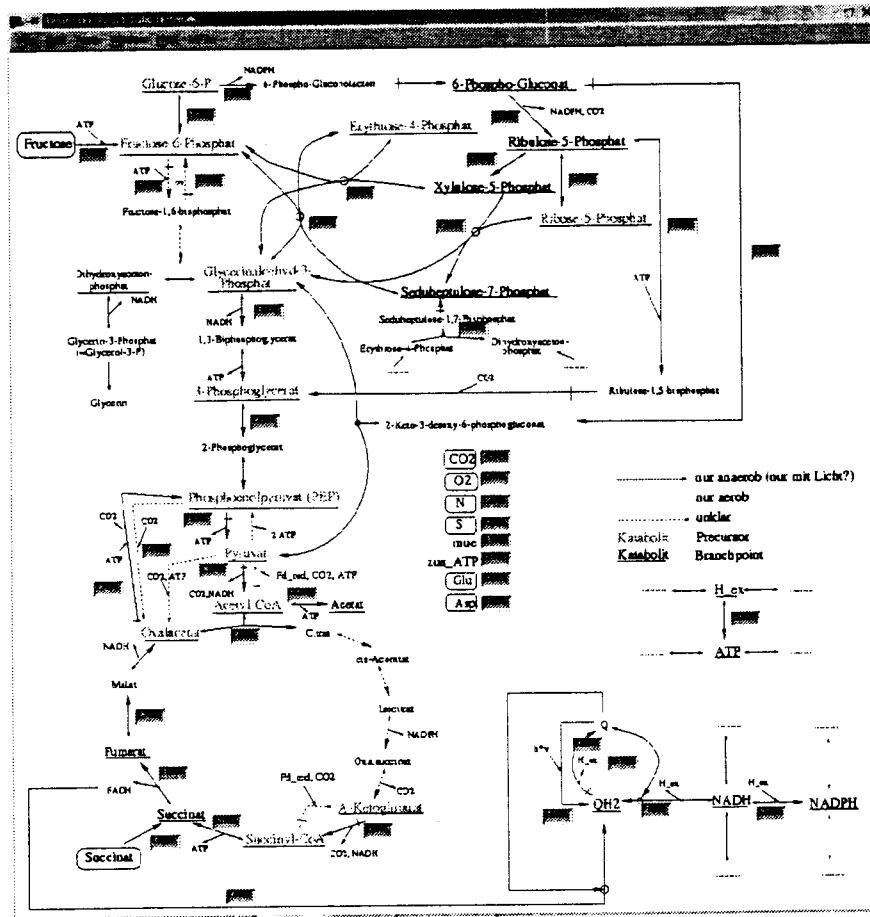 NADPH
Glucose-6-P
6-Phospho-Gluconolacton
6-Phospho-Gluconat
ATP
NADPH, CO2
Erythrose-4-Phosphat
Fructose
Fructose-6-Phosphat
Ribulose-5-Phosphat
ATP
Xylulose-5-Phosphat
Fructose-1,6-bisphosphat
Ribose-5-Phosphat
Dihydroxyaceton-
phosphat
Glycerinaldehyd-3-
Phosphat
ATP
NADH
Seduheptulose-7-Phosphat
NADH
Seduheptulose-1,7-Bisphosphat
Glycerin-3-Phosphat
(=Glycerol-3-P)
1,3-Biphosphoglycerat
Erythrose-4-Phosphat
Dihydroxyaceton-
phosphat
ATP
CO2
Glycerin
3-Phosphoglycerat
Ribulose-1,5-bisphosphat
2-Keto-3-desoxy-6-phosphogluconat
2-Phosphoglycerat
CO2
O2
nur anaerob (nur mit Licht?)
Phosphoenolpyruvat (PEP)
N
nur aerob
CO2
CO2
S
unklar
ATP
ATP
2 ATP
muc
Katabolit
Precursor
Pyruvat
zus_ATP
Katabolit
Branchpoint
CO2, ATP
CO2, NADH
Fd_red, CO2, ATP
Glu
Acetyl-CoA
Acetat
Asp
H_ex
ATP
Oxalacetat
Citrat
NADH
ATP
cis-Aconitat
Malat
Isocitrat
Q
NADPH
h*v
Fumarat
Oxalsuccinat
H_ex
FADH
Fd_red, CO2
CO2
H_ex
H_ex
Succinat
A-Ketoglutarat
QH2
NADH
NADPH
ATP
Succinyl-CoA
Succinat
CO2, NADH